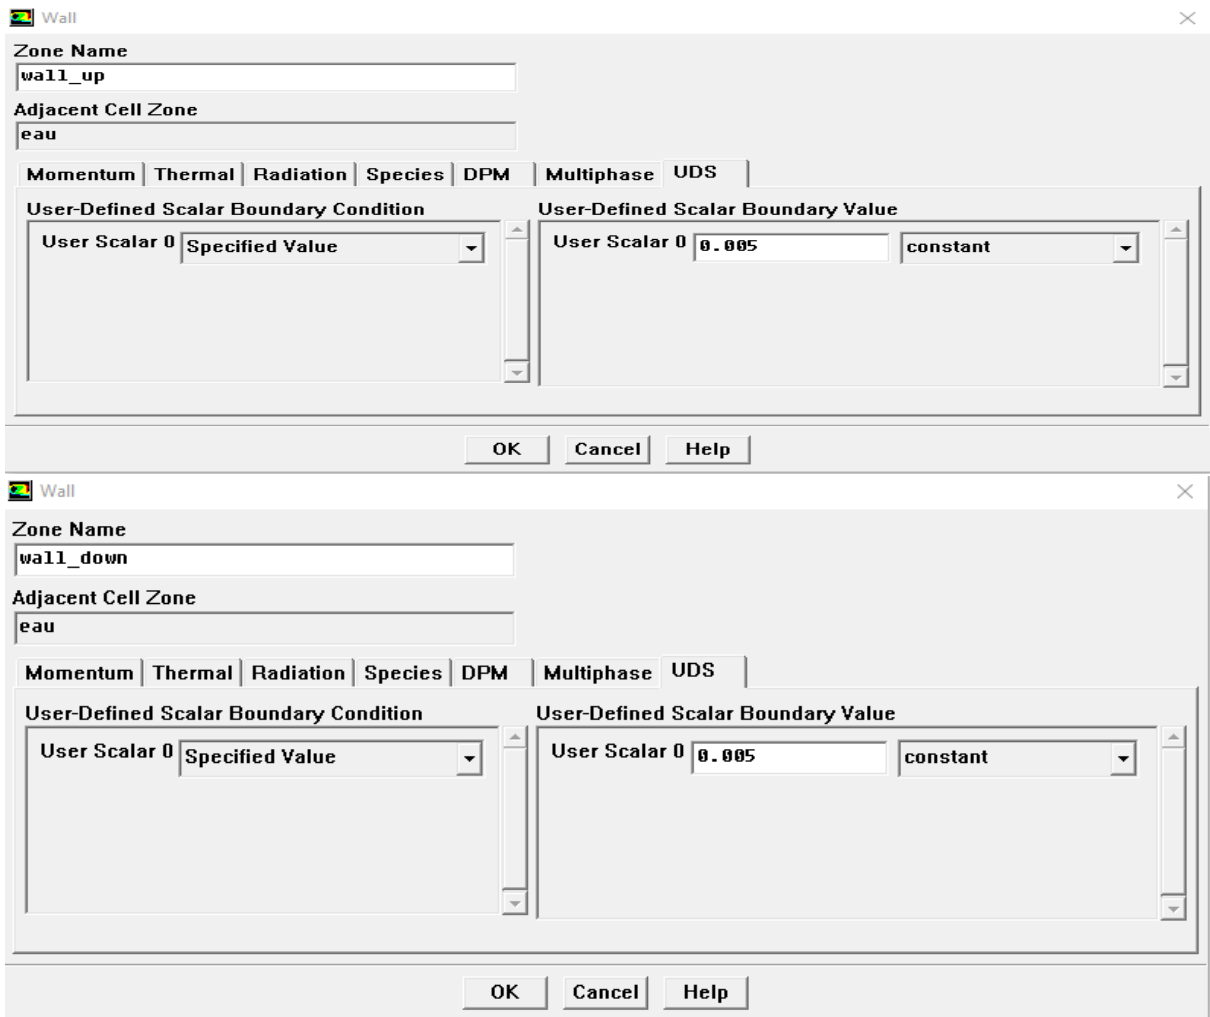 Wall
Zone Name
wall_up
Adjacent Cell Zone
eau
Momentum Thermal Radiation Species DPM Multiphase UDS
User-Defined Scalar Boundary Condition User-Defined Scalar Boundary Value
User Scalar 0 Specified Value User Scalar 0 0.005 constant
OK Cancel Help
Wall
Zone Name
wall_down
Adjacent Cell Zone
eau
Momentum Thermal Radiation Species DPM Multiphase UDS
User-Defined Scalar Boundary Condition User-Defined Scalar Boundary Value
User Scalar 0 Specified Value User Scalar 0 0.005 constant
OK Cancel Help